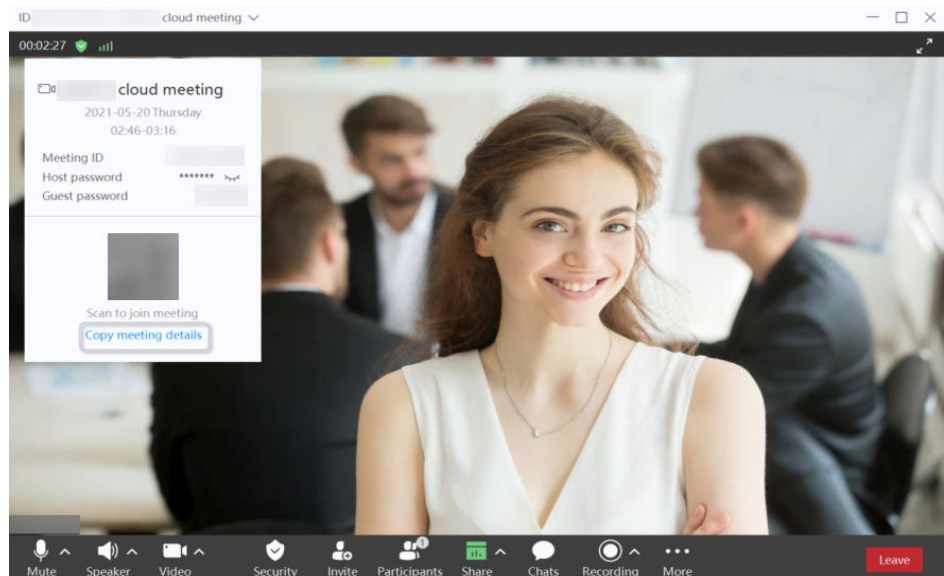 ID cloud meeting
00:02:27
cloud meeting
2021-05-20 Thursday
02:46-03:16
Meeting ID
Host password *******
Guest password
Scan to join meeting
Copy meeting details
1
Mute Speaker Video Security Invite Participants Share Chats Recording More Leave